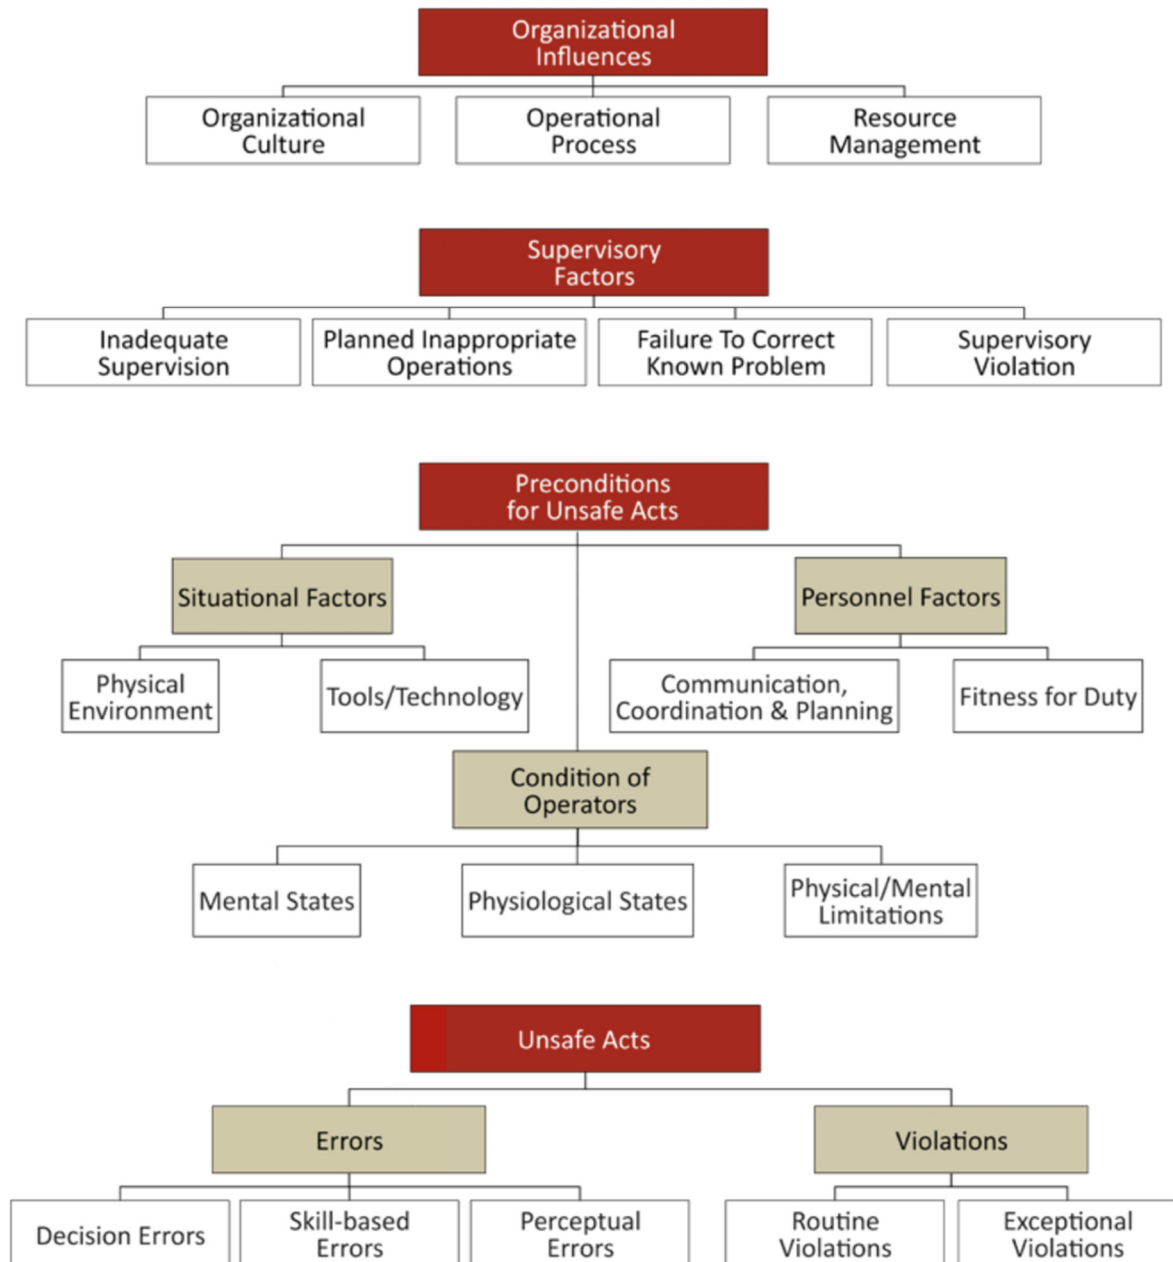 Organizational
Influences
Organizational
Culture
Operational
Process
Resource
Management
Supervisory
Factors
Inadequate
Supervision
Planned Inappropriate
Operations
Failure To Correct
Known Problem
Supervisory
Violation
Preconditions
for Unsafe Acts
Situational Factors
Personnel Factors
Physical
Environment
Tools/Technology
Communication,
Coordination & Planning
Fitness for Duty
Condition of
Operators
Mental States
Physiological States
Physical/Mental
Limitations
Unsafe Acts
Errors
Violations
Decision Errors
Skill-based
Errors
Perceptual
Errors
Routine
Violations
Exceptional
Violations